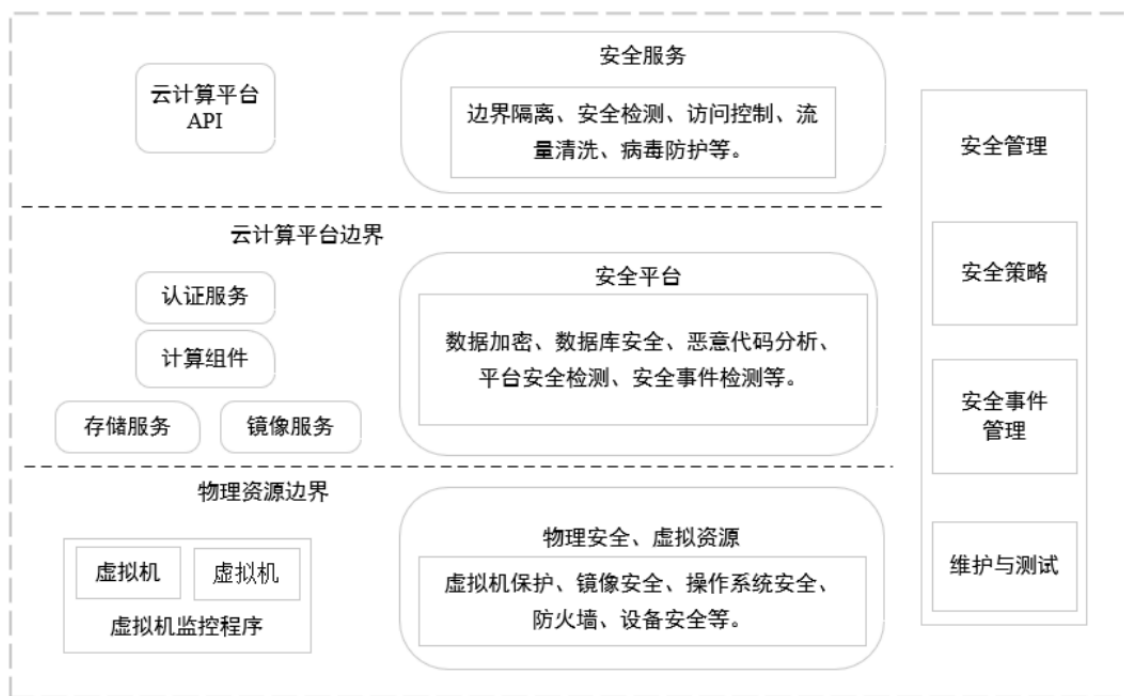 云计算平台
API
安全服务
边界隔离、安全检测、访问控制、流
量清洗、病毒防护等。
云计算平台边界
认证服务
计算组件
存储服务
镜像服务
安全平台
数据加密、数据库安全、恶意代码分析、
平台安全检测、安全事件检测等。
物理资源边界
虚拟机
虚拟机
虚拟机监控程序
物理安全、虚拟资源
虚拟机保护、镜像安全、操作系统安全、
防火墙、设备安全等。
安全管理
安全策略
安全事件
管理
维护与测试